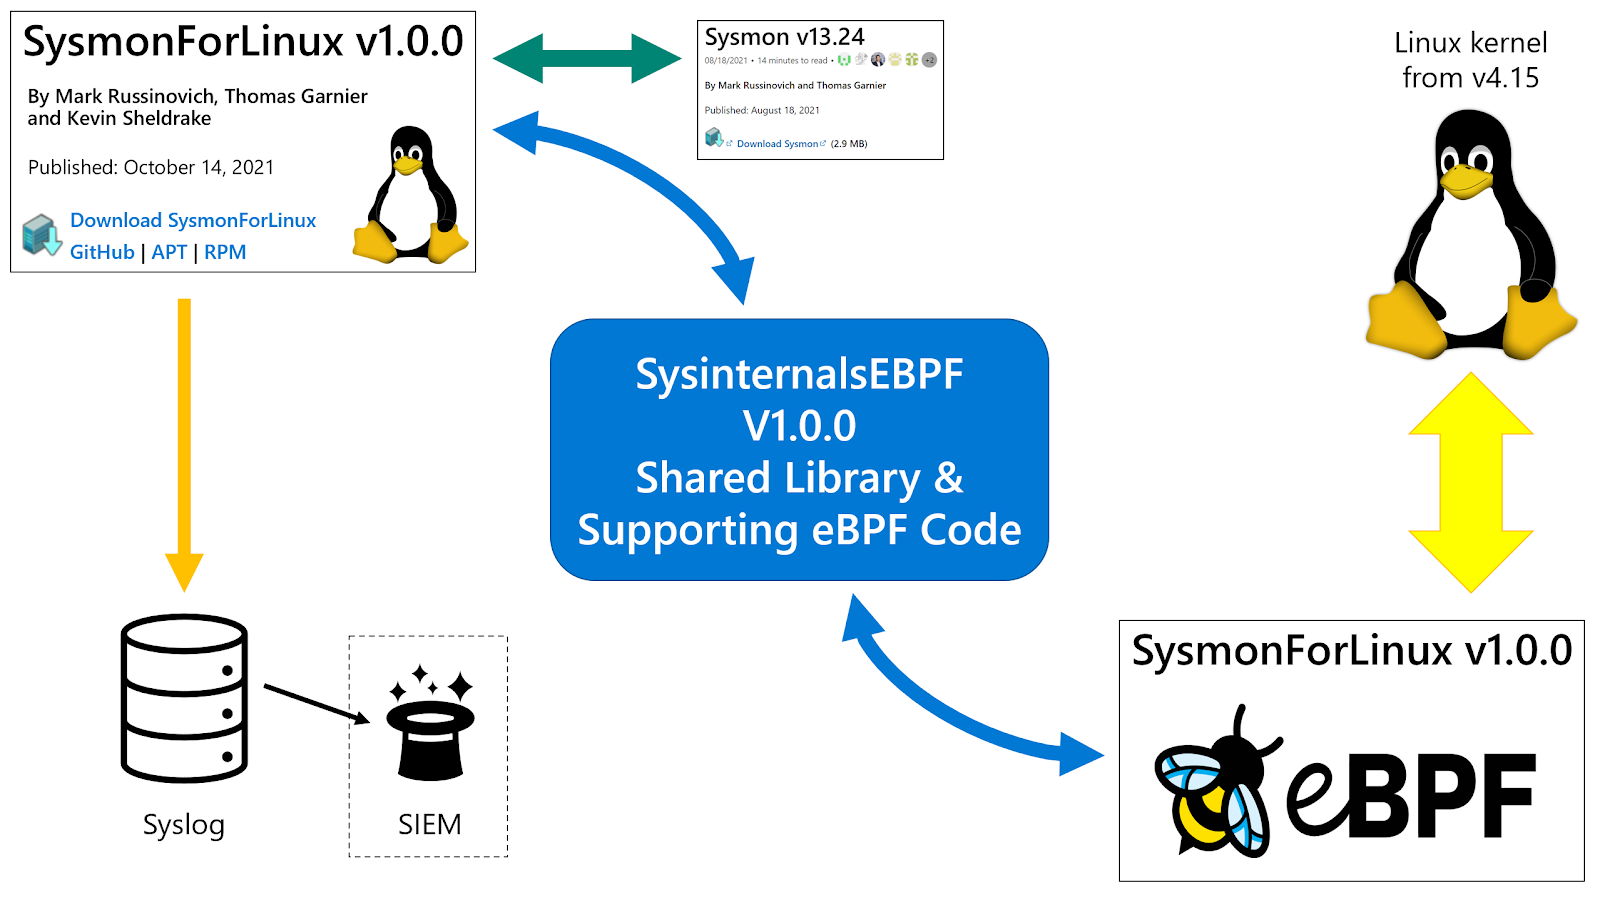 SysmonForLinux v1.0.0
By Mark Russinovich, Thomas Garnier
and Kevin Sheldrake
Published: October 14, 2021
Download SysmonForLinux
GitHub | APT | RPM
Sysmon v13.24
08/18/2021 • 14 minutes to read •
+2
By Mark Russinovich and Thomas Garnier
Published: August 18, 2021
Download Sysmon (2.9 MB)
Linux kernel
from v4.15
SysinternalsEBPF
V1.0.0
Shared Library &
Supporting eBPF Code
Syslog
SIEM
SysmonForLinux v1.0.0
eBPF